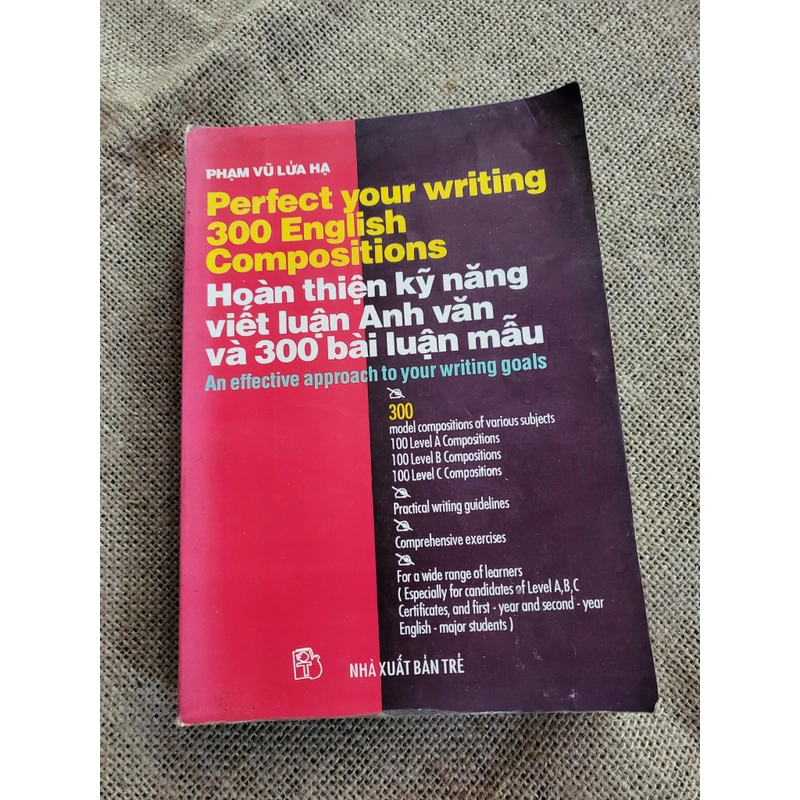 PHẠM VŨ LỬA HẠ
Perfect your writing
300 English
Compositions
Hoàn thiện kỹ năng
viết luận Anh văn
và 300 bài luận mẫu
An effective approach to your writing goals
300
model compositions of various subjects
100 Level A Compositions
100 Level B Compositions
100 Level C Compositions
Practical writing guidelines
Comprehensive exercises
For a wide range of learners
( Especially for candidates of Level A,B,C
Certificates, and first - year and second - year
English - major students )
NHÀ XUẤT BẢN TRẺ